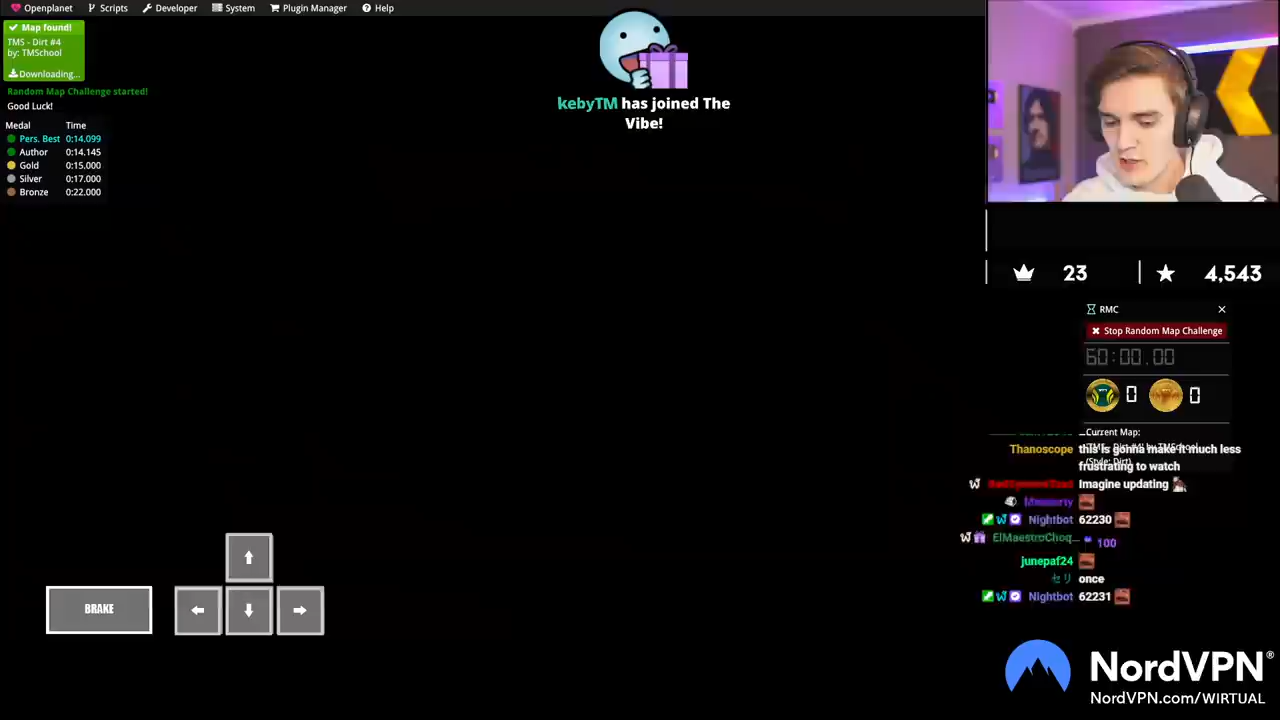 Openplanet Scripts Developer System Plugin Manager Help
Map found!
TMS - Dirt #4
by: TMSchool
Downloading...
Random Map Challenge started!
Good Luck!
Medal Time
Pers. Best 0:14.099
Author 0:14.145
Gold 0:15.000
Silver 0:17.000
Bronze 0:22.000
kebyTM has joined The
Vibe!
23 4,543
RMC
Stop Random Map Challenge
60:00.00
0 0
Current Map:
Thanoscope this is gonna make it much less
frustrating to watch
Imagine updating
Nightbot 62230
ElMaestroChoq 100
junepaf24
セリ once
Nightbot 62231
BRAKE
NordVPN®
NordVPN.com/WIRTUAL